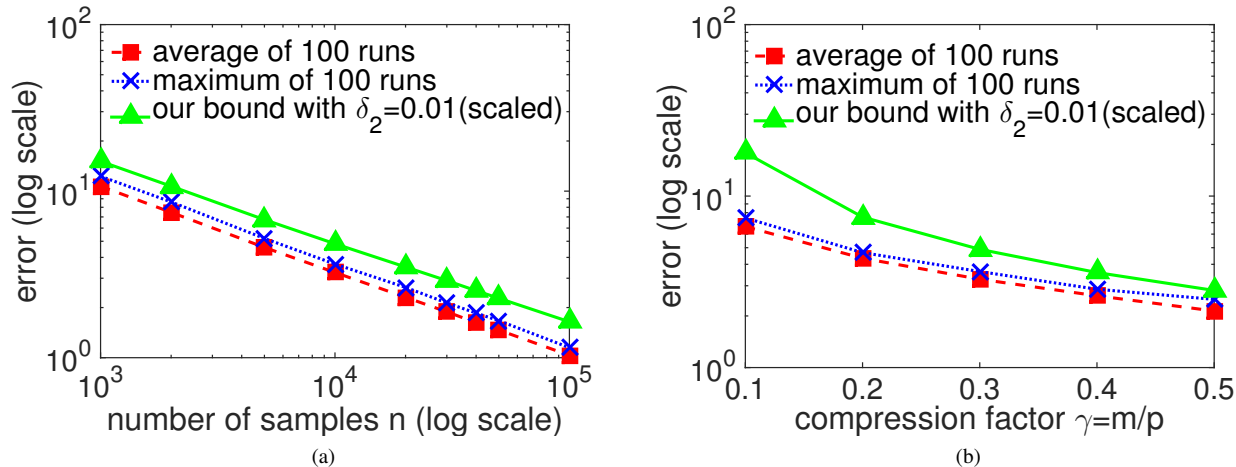 10^2
average of 100 runs
maximum of 100 runs
our bound with δ_2=0.01(scaled)
10^1
10^0
error (log scale)
10^3
10^4
10^5
number of samples n (log scale)
(a)
10^2
average of 100 runs
maximum of 100 runs
our bound with δ_2=0.01(scaled)
10^1
10^0
error (log scale)
0.1
0.2
0.3
0.4
0.5
compression factor γ=m/p
(b)